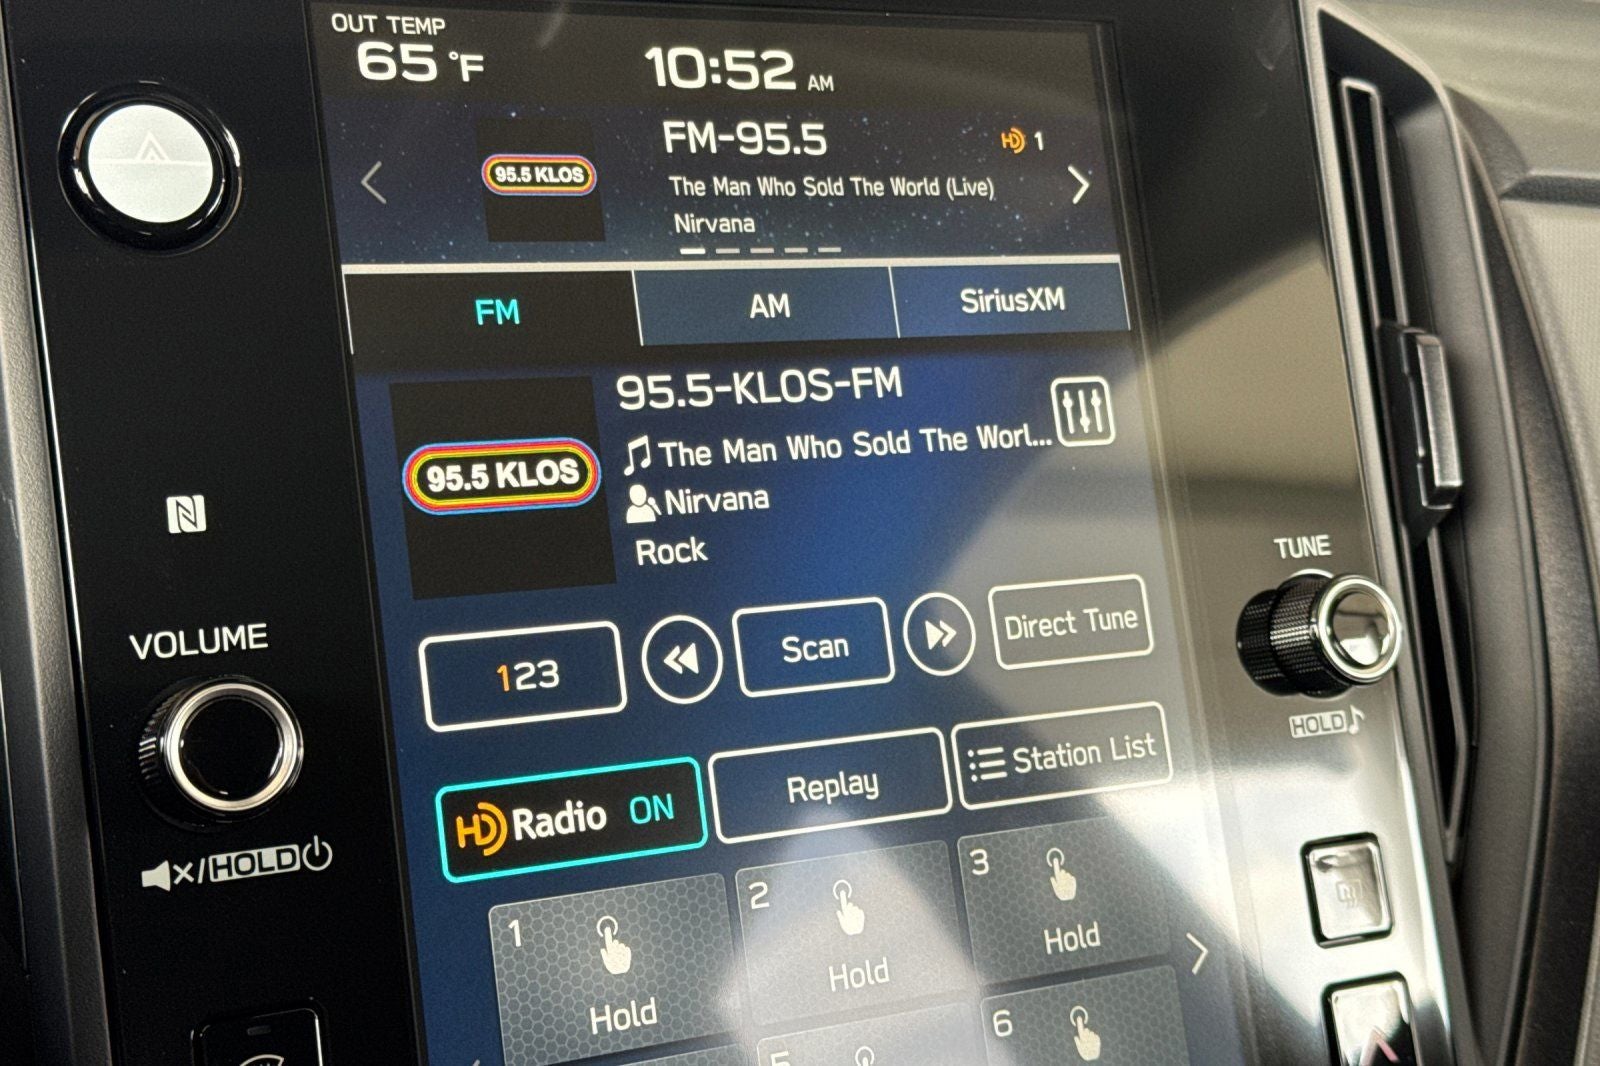 OUT TEMP
65 °F
10:52 AM
95.5 KLOS
FM-95.5
HD 1
The Man Who Sold The World (Live)
Nirvana
FM
AM
SiriusXM
95.5 KLOS
95.5-KLOS-FM
The Man Who Sold The Worl...
Nirvana
Rock
TUNE
VOLUME
123
Scan
Direct Tune
HOLD
HD Radio ON
Replay
Station List
HOLD
1
Hold
2
Hold
3
Hold
5
6